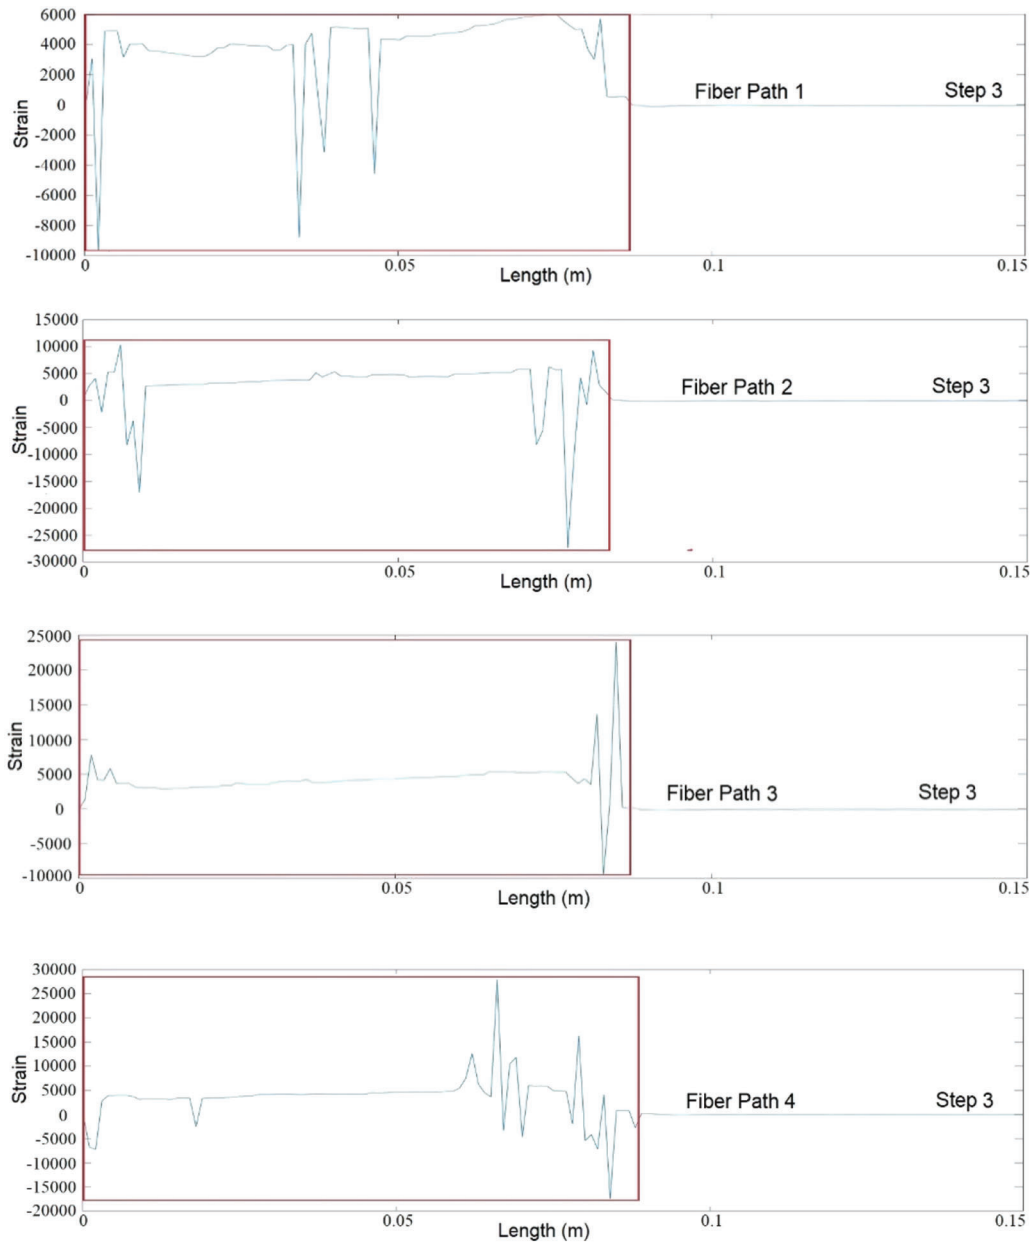 6000
4000
2000
0
-2000
-4000
-6000
-8000
-10000
Strain
Fiber Path 1 Step 3
0 0.05 0.1 0.15
Length (m)
15000
10000
5000
0
-5000
-10000
-15000
-20000
-25000
-30000
Strain
Fiber Path 2 Step 3
0 0.05 0.1 0.15
Length (m)
25000
20000
15000
10000
5000
0
-5000
-10000
Strain
Fiber Path 3 Step 3
0 0.05 0.1 0.15
Length (m)
30000
25000
20000
15000
10000
5000
0
-5000
-10000
-15000
-20000
Strain
Fiber Path 4 Step 3
0 0.05 0.1 0.15
Length (m)